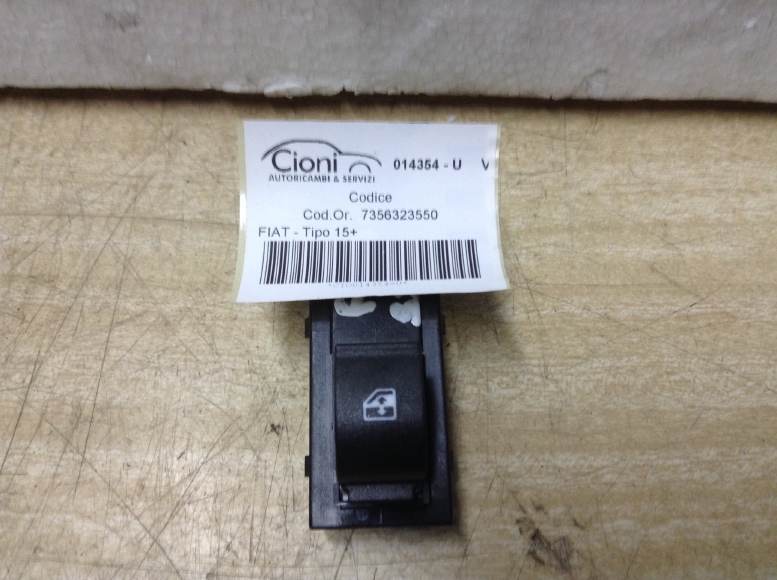 Cioni
AUTORICAMBI & SERVIZI
014354 - U V
Codice
Cod.Or. 7356323550
FIAT - Tipo 15+